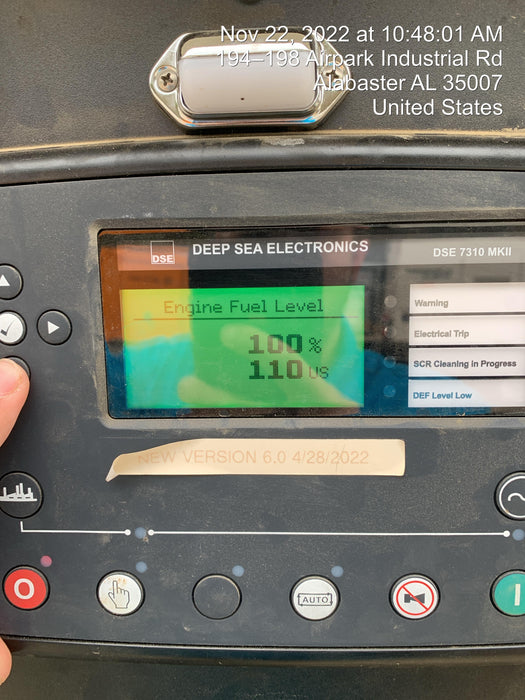 Nov 22, 2022 at 10:48:01 AM
194–198 Airpark Industrial Rd
Alabaster AL 35007
United States
DSE
DEEP SEA ELECTRONICS
DSE 7310 MKII
Engine Fuel Level
100 %
110 US
Warning
Electrical Trip
SCR Cleaning in Progress
DEF Level Low
NEW VERSION 6.0 4/28/2022
O
AUTO
I